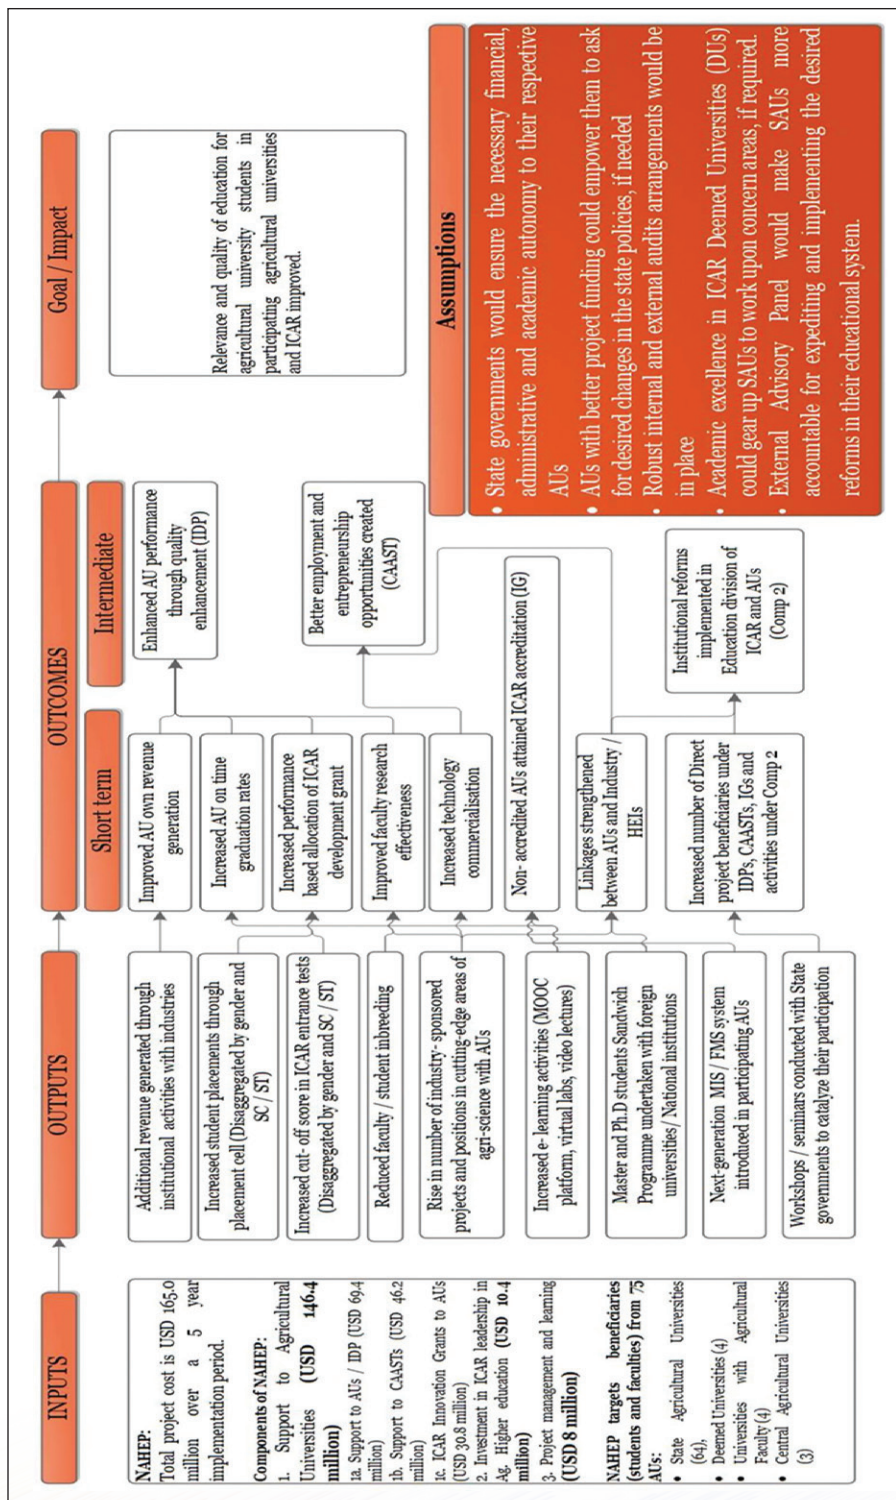 INPUTS
NAHEP:
Total project cost is USD 165.0
million over a 5 year
implementation period.
Components of NAHEP:
1. Support to Agricultural
Universities (USD 146.4
million)
1a. Support to AUs / IDP (USD 69.4
million)
1b. Support to CAASTs (USD 46.2
million)
1c. ICAR Innovation Grants to AUs
(USD 30.8 million)
2. Investment in ICAR leadership in
Ag. Higher education (USD 10.4
million)
3. Project management and learning
(USD 8 million)
NAHEP targets beneficiaries
(students and faculties) from 75
AUs:
• State Agricultural Universities
(64),
• Deemed Universities (4)
• Universities with Agricultural
Faculty (4)
• Central Agricultural Universities
(3)
OUTPUTS
Additional revenue generated through
institutional activities with industries
Increased student placements through
placement cell (Disaggregated by gender and
SC / ST)
Increased cut- off score in ICAR entrance tests
(Disaggregated by gender and SC / ST)
Reduced faculty / student inbreeding
Rise in number of industry- sponsored
projects and positions in cutting-edge areas of
agri-science with AUs
Increased e- learning activities (MOOC
platform, virtual labs, video lectures)
Master and Ph.D students Sandwich
Programme undertaken with foreign
universities/ National institutions
Next-generation MIS / FMS system
introduced in participating AUs
Workshops / seminars conducted with State
governments to catalyze their participation
OUTCOMES
Short term
Improved AU own revenue
generation
Increased AU on time
graduation rates
Increased performance
based allocation of ICAR
development grant
Improved faculty research
effectiveness
Increased technology
commercialisation
Non- accredited AUs attained ICAR accreditation (IG)
Linkages strengthened
between AUs and Industry /
HEIs
Increased number of Direct
project beneficiaries under
IDPs, CAASTs, IGs and
activities under Comp 2
Intermediate
Enhanced AU performance
through quality
enhancement (IDP)
Better employment and
entrepreneurship
opportunities created
(CAAST)
Institutional reforms
implemented in
Education division of
ICAR and AUs
(Comp 2)
Goal / Impact
Relevance and quality of education for
agricultural university students in
participating agricultural universities
and ICAR improved.
Assumptions
• State governments would ensure the necessary financial,
administrative and academic autonomy to their respective
AUs
• AUs with better project funding could empower them to ask
for desired changes in the state policies, if needed
• Robust internal and external audits arrangements would be
in place
• Academic excellence in ICAR Deemed Universities (DUs)
could gear up SAUs to work upon concern areas, if required.
• External Advisory Panel would make SAUs more
accountable for expediting and implementing the desired
reforms in their educational system.